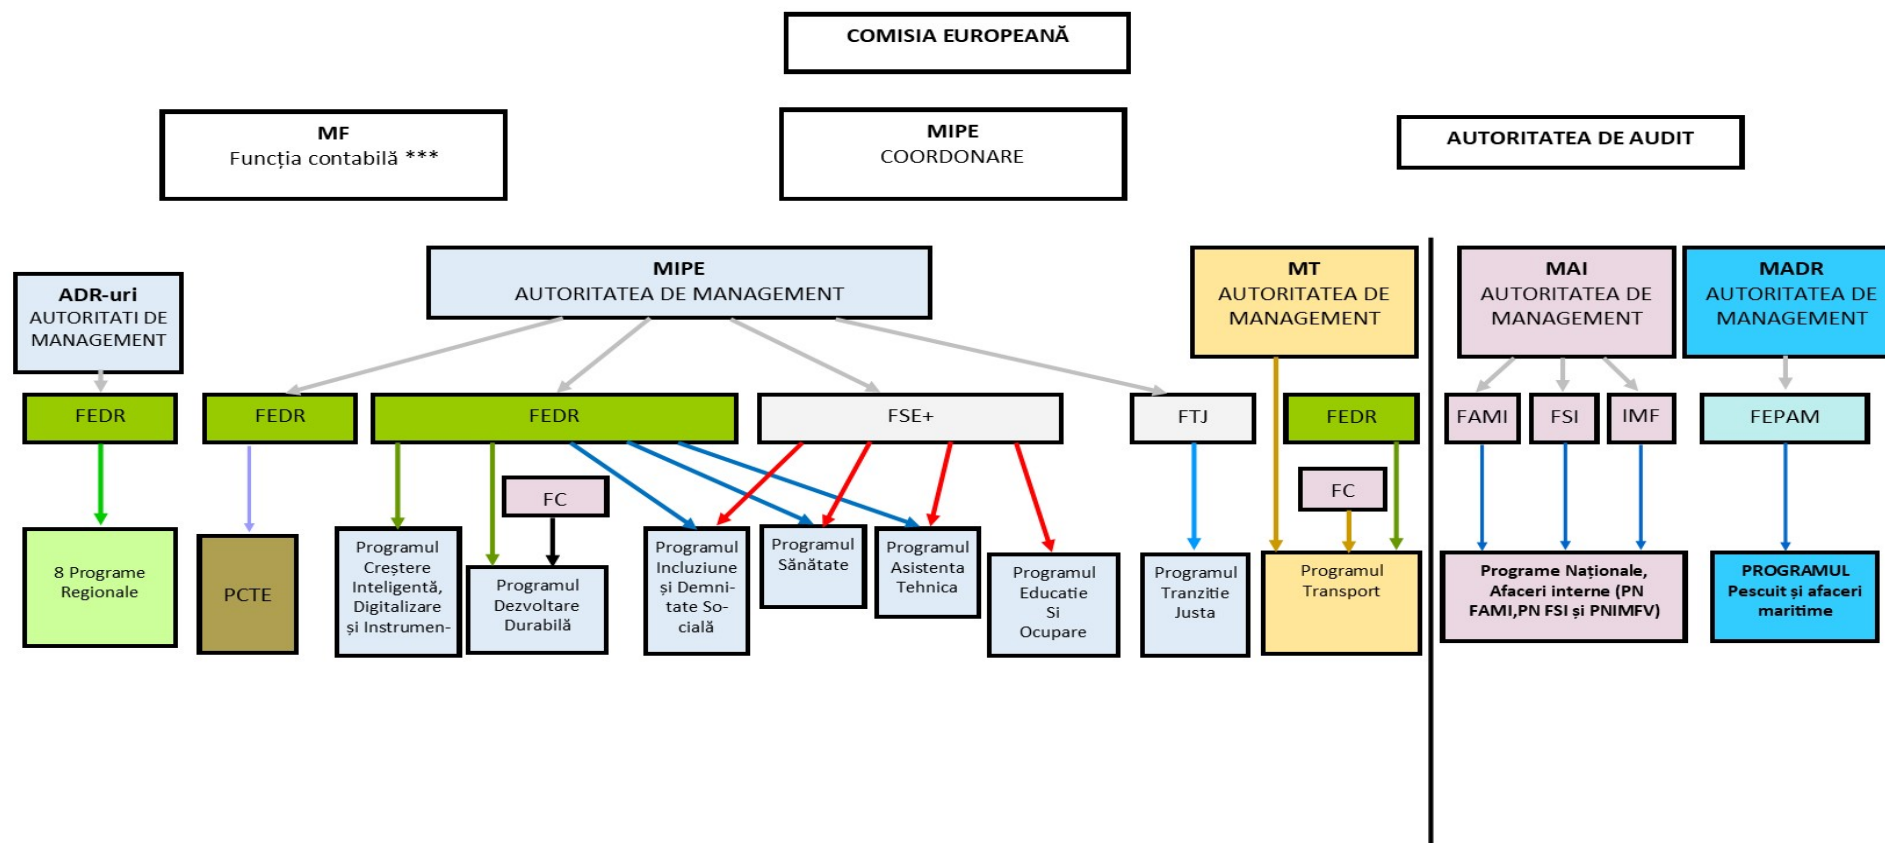 COMISIA EUROPEANĂ
MF
Funcția contabilă ***
MIPE
COORDONARE
AUTORITATEA DE AUDIT
ADR-uri
AUTORITATI DE
MANAGEMENT
MIPE
AUTORITATEA DE MANAGEMENT
MT
AUTORITATEA DE
MANAGEMENT
MAI
AUTORITATEA DE
MANAGEMENT
MADR
AUTORITATEA DE
MANAGEMENT
FEDR
FEDR
FEDR
FSE+
FTJ
FEDR
FAMI
FSI
IMF
FEPAM
FC
FC
8 Programe
Regionale
PCTE
Programul
Creștere
Inteligentă,
Digitalizare
și Instrumen-
Programul
Dezvoltare
Durabilă
Programul
Incluziune
și Demni-
tate So-
cială
Programul
Sănătate
Programul
Asistenta
Tehnica
Programul
Educatie
Si
Ocupare
Programul
Tranzitie
Justa
Programul
Transport
Programe Naționale,
Afaceri interne (PN
FAMI,PN FSI și PNIMFV)
PROGRAMUL
Pescuit și afaceri
maritime